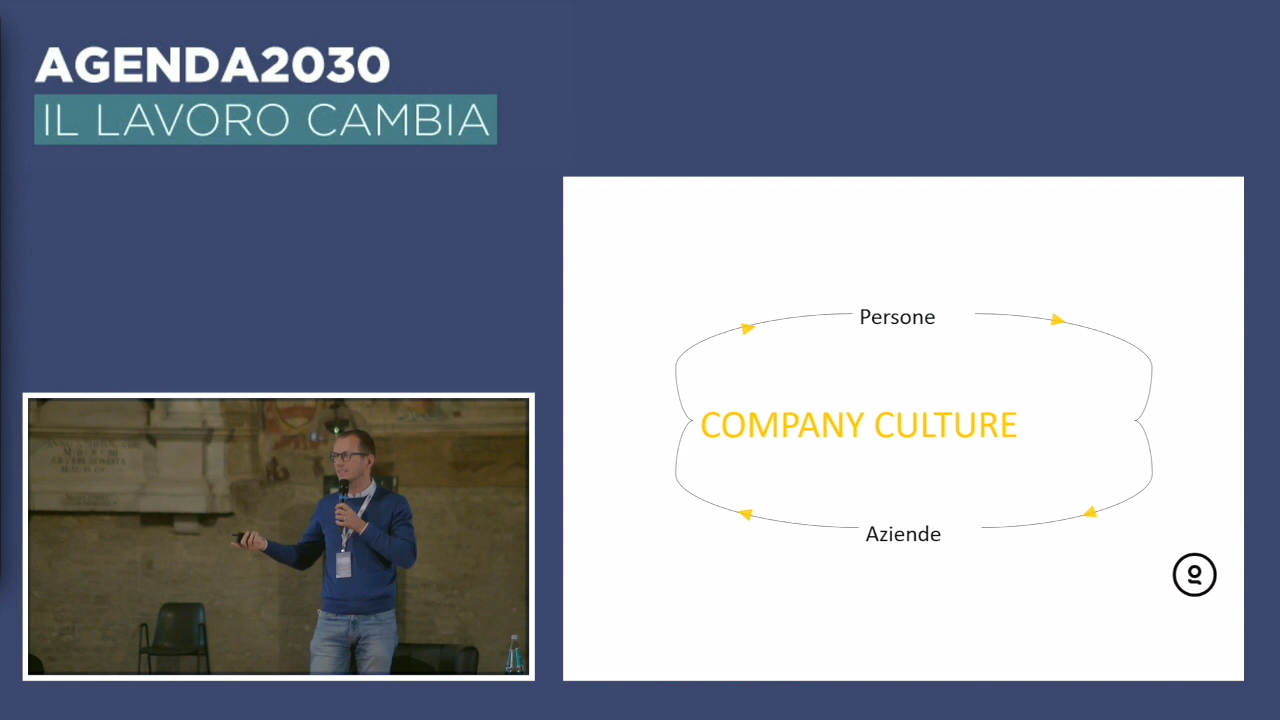 AGENDA2030
IL LAVORO CAMBIA
Persone
COMPANY CULTURE
Aziende